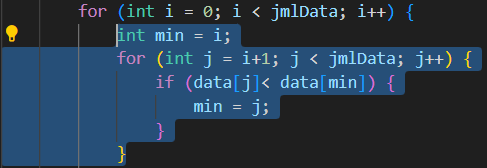 for (int i = 0; i < jmlData; i++) {
int min = i;
for (int j = i+1; j < jmlData; j++) {
if (data[j]< data[min]) {
min = j;
}
}